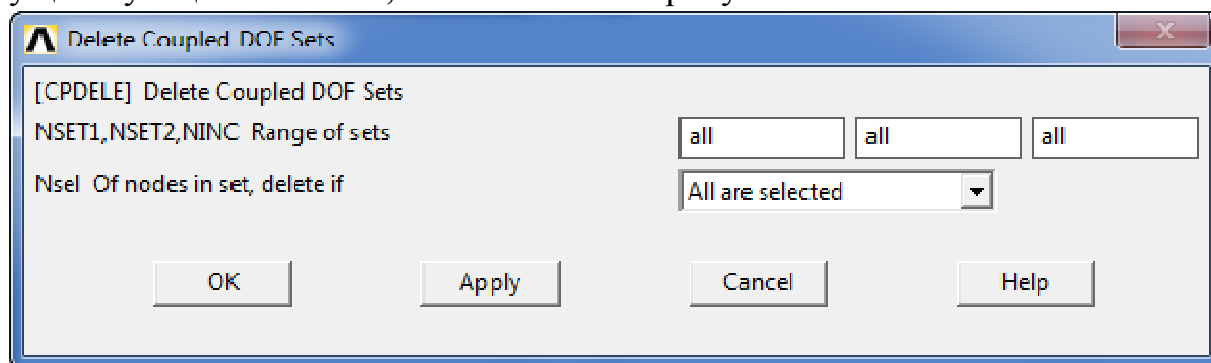 Delete Coupled DOF Sets
[CPDELE] Delete Coupled DOF Sets
NSET1,NSET2,NINC Range of sets all all all
Nsel Of nodes in set, delete if All are selected
OK Apply Cancel Help